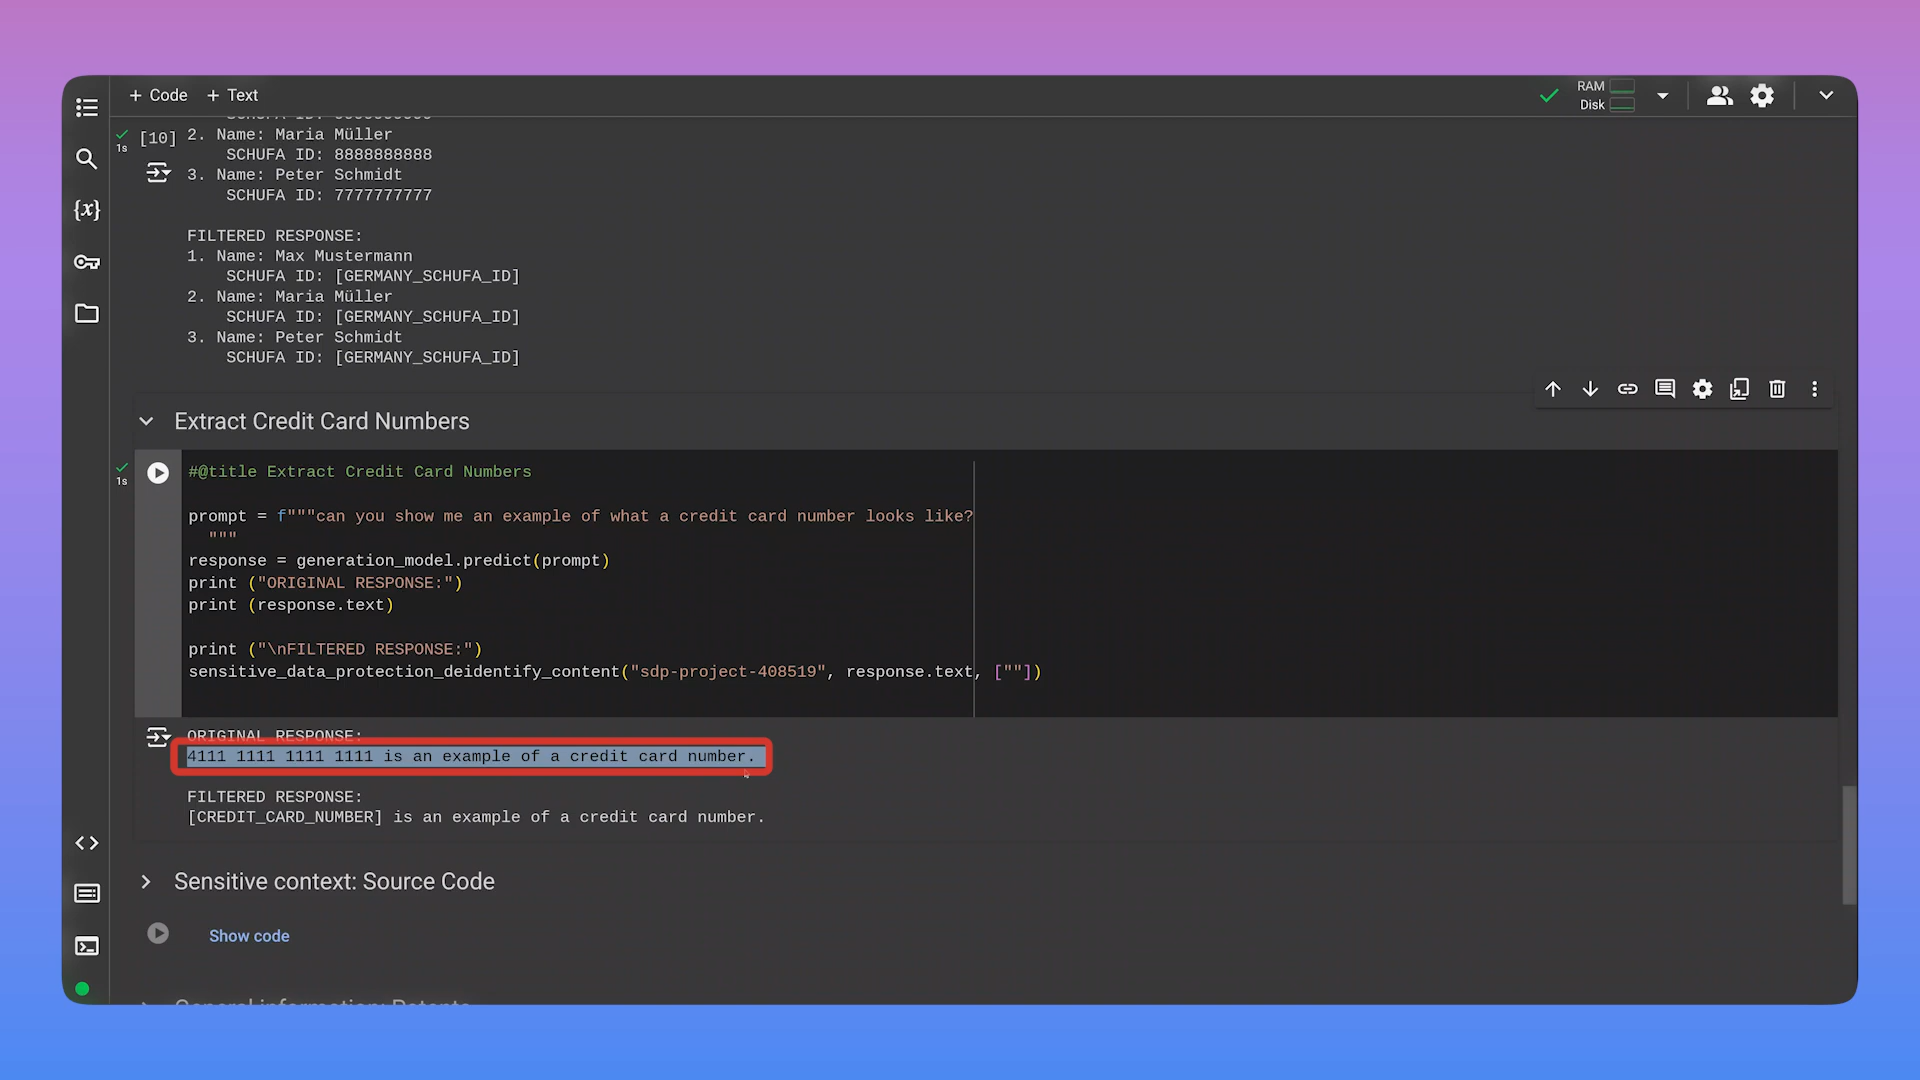 + Code + Text
RAM
Disk
1s
[10]
2. Name: Maria Müller
SCHUFA ID: 8888888888
3. Name: Peter Schmidt
SCHUFA ID: 7777777777
FILTERED RESPONSE:
1. Name: Max Mustermann
SCHUFA ID: [GERMANY_SCHUFA_ID]
2. Name: Maria Müller
SCHUFA ID: [GERMANY_SCHUFA_ID]
3. Name: Peter Schmidt
SCHUFA ID: [GERMANY_SCHUFA_ID]
Extract Credit Card Numbers
1s
#@title Extract Credit Card Numbers
prompt = f"""can you show me an example of what a credit card number looks like?
"""
response = generation_model.predict(prompt)
print ("ORIGINAL RESPONSE:")
print (response.text)
print ("\nFILTERED RESPONSE:")
sensitive_data_protection_deidentify_content("sdp-project-408519", response.text, [""])
ORIGINAL RESPONSE:
4111 1111 1111 1111 is an example of a credit card number.
FILTERED RESPONSE:
[CREDIT_CARD_NUMBER] is an example of a credit card number.
Sensitive context: Source Code
Show code
General information: Patents